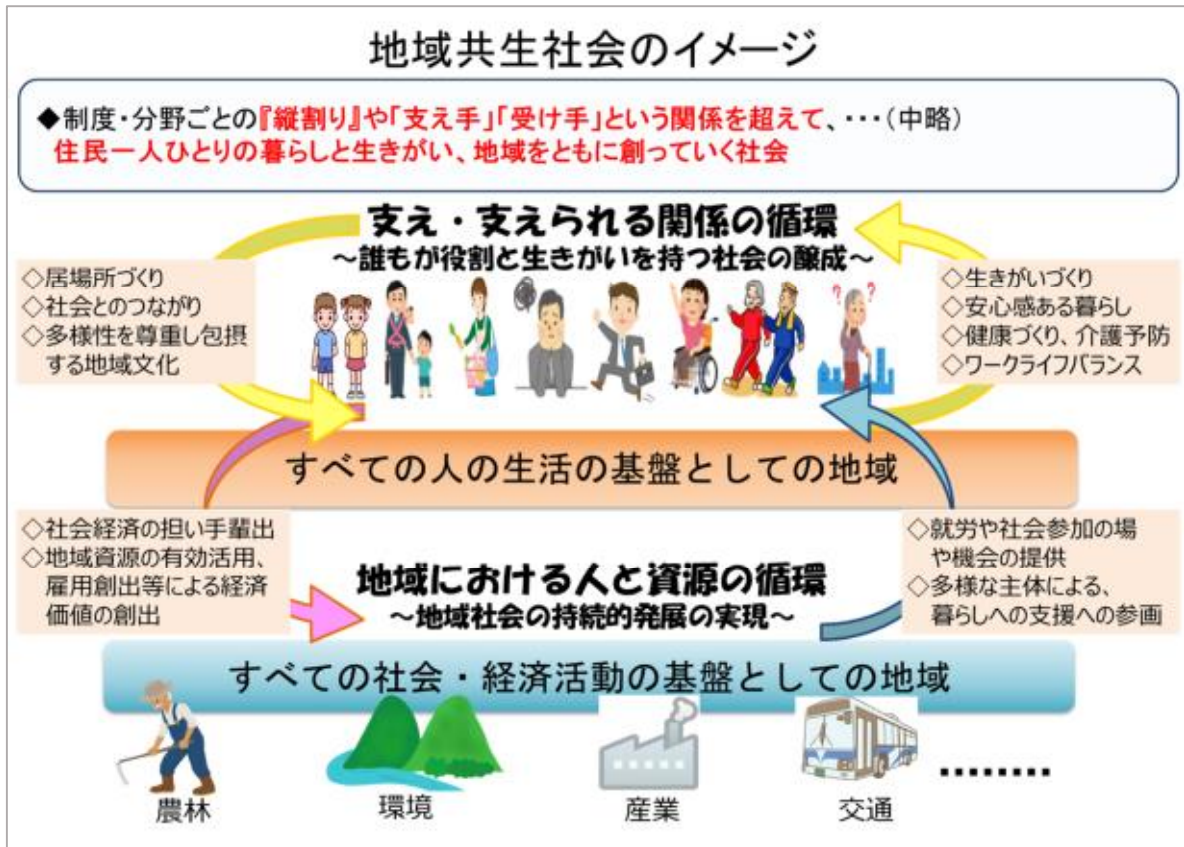 地域共生社会のイメージ
◆制度・分野ごとの『縦割り』や「支え手」「受け手」という関係を超えて、・・・(中略)
住民一人ひとりの暮らしと生きがい、地域をともに創っていく社会
支え・支えられる関係の循環
～誰もが役割と生きがいを持つ社会の醸成～
◇居場所づくり
◇社会とのつながり
◇多様性を尊重し包摂
する地域文化
◇生きがいづくり
◇安心感ある暮らし
◇健康づくり、介護予防
◇ワークライフバランス
??
すべての人の生活の基盤としての地域
◇社会経済の担い手輩出
◇地域資源の有効活用、
雇用創出等による経済
価値の創出
地域における人と資源の循環
～地域社会の持続的発展の実現～
◇就労や社会参加の場
や機会の提供
◇多様な主体による、
暮らしへの支援への参画
すべての社会・経済活動の基盤としての地域
農林
環境
産業
交通
………